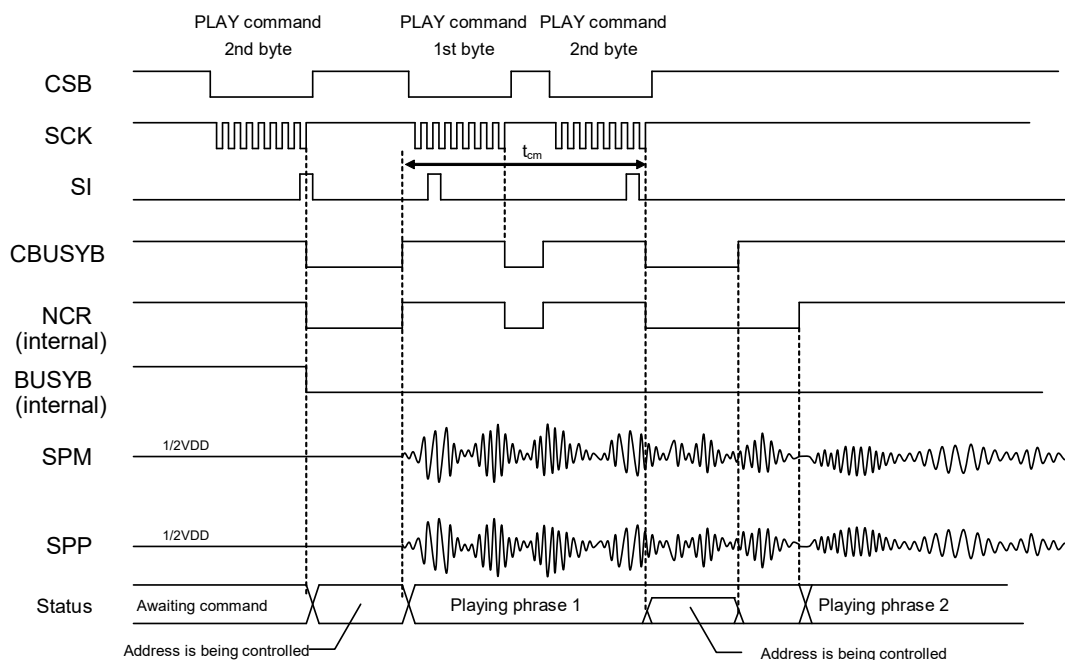 PLAY command
2nd byte
PLAY command
1st byte
PLAY command
2nd byte
CSB
SCK
tcm
SI
CBUSYB
NCR
(internal)
BUSYB
(internal)
1/2VDD
SPM
1/2VDD
SPP
Status
Awaiting command
Playing phrase 1
Playing phrase 2
Address is being controlled
Address is being controlled